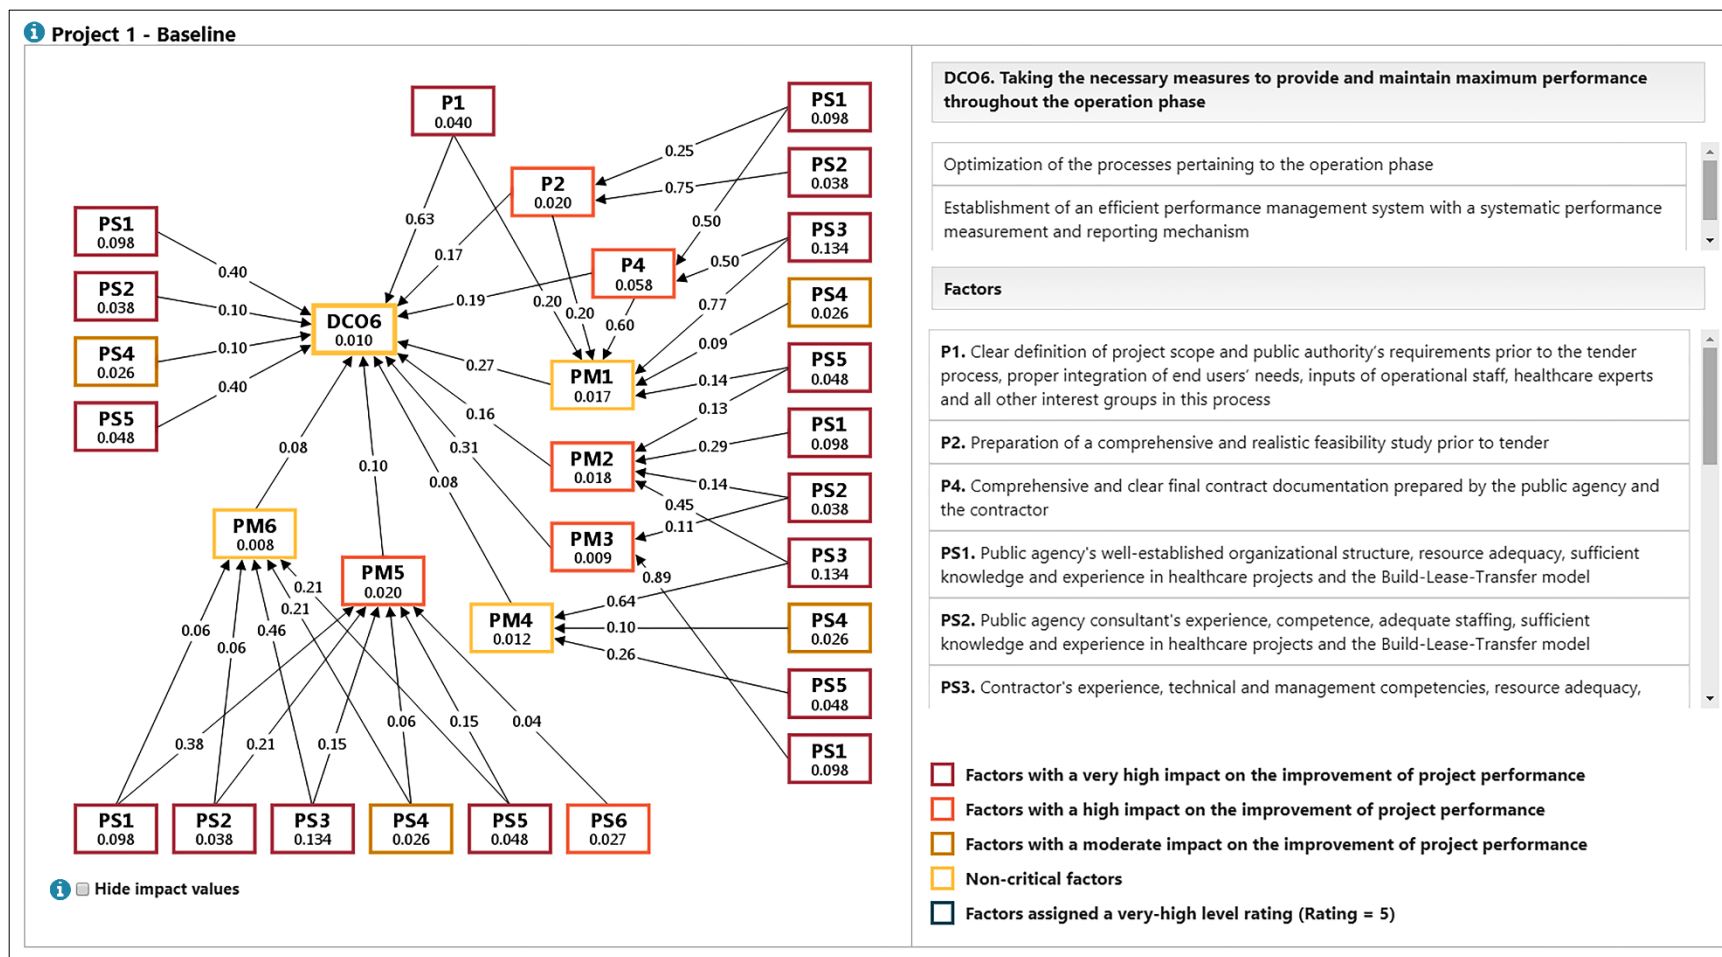 Project 1 - Baseline
P1
0.040
PS1
0.098
P2
0.020
0.25
PS2
0.038
0.75
PS1
0.098
0.63
0.50
PS3
0.134
0.17
P4
0.058
0.50
0.40
PS2
0.038
0.10
0.19
0.20
0.20
0.60
0.77
PS4
0.026
DCO6
0.010
0.09
PS4
0.026
0.10
0.27
PM1
0.017
0.14
PS5
0.048
0.40
PS5
0.048
0.16
0.13
PS1
0.098
0.08
0.31
0.29
PM2
0.018
0.10
0.08
0.14
PS2
0.038
0.45
0.11
PM6
0.008
PM3
0.009
PS3
0.134
PM5
0.020
0.89
0.21
0.21
0.64
PM4
0.012
0.10
PS4
0.026
0.06
0.46
0.06
0.26
PS5
0.048
0.38
0.21
0.15
0.06
0.15
0.04
PS1
0.098
PS1
0.098
PS2
0.038
PS3
0.134
PS4
0.026
PS5
0.048
PS6
0.027
Hide impact values
DCO6. Taking the necessary measures to provide and maintain maximum performance
throughout the operation phase
Optimization of the processes pertaining to the operation phase
Establishment of an efficient performance management system with a systematic performance
measurement and reporting mechanism
Factors
P1. Clear definition of project scope and public authority's requirements prior to the tender
process, proper integration of end users' needs, inputs of operational staff, healthcare experts
and all other interest groups in this process
P2. Preparation of a comprehensive and realistic feasibility study prior to tender
P4. Comprehensive and clear final contract documentation prepared by the public agency and
the contractor
PS1. Public agency's well-established organizational structure, resource adequacy, sufficient
knowledge and experience in healthcare projects and the Build-Lease-Transfer model
PS2. Public agency consultant's experience, competence, adequate staffing, sufficient
knowledge and experience in healthcare projects and the Build-Lease-Transfer model
PS3. Contractor's experience, technical and management competencies, resource adequacy,
Factors with a very high impact on the improvement of project performance
Factors with a high impact on the improvement of project performance
Factors with a moderate impact on the improvement of project performance
Non-critical factors
Factors assigned a very-high level rating (Rating = 5)